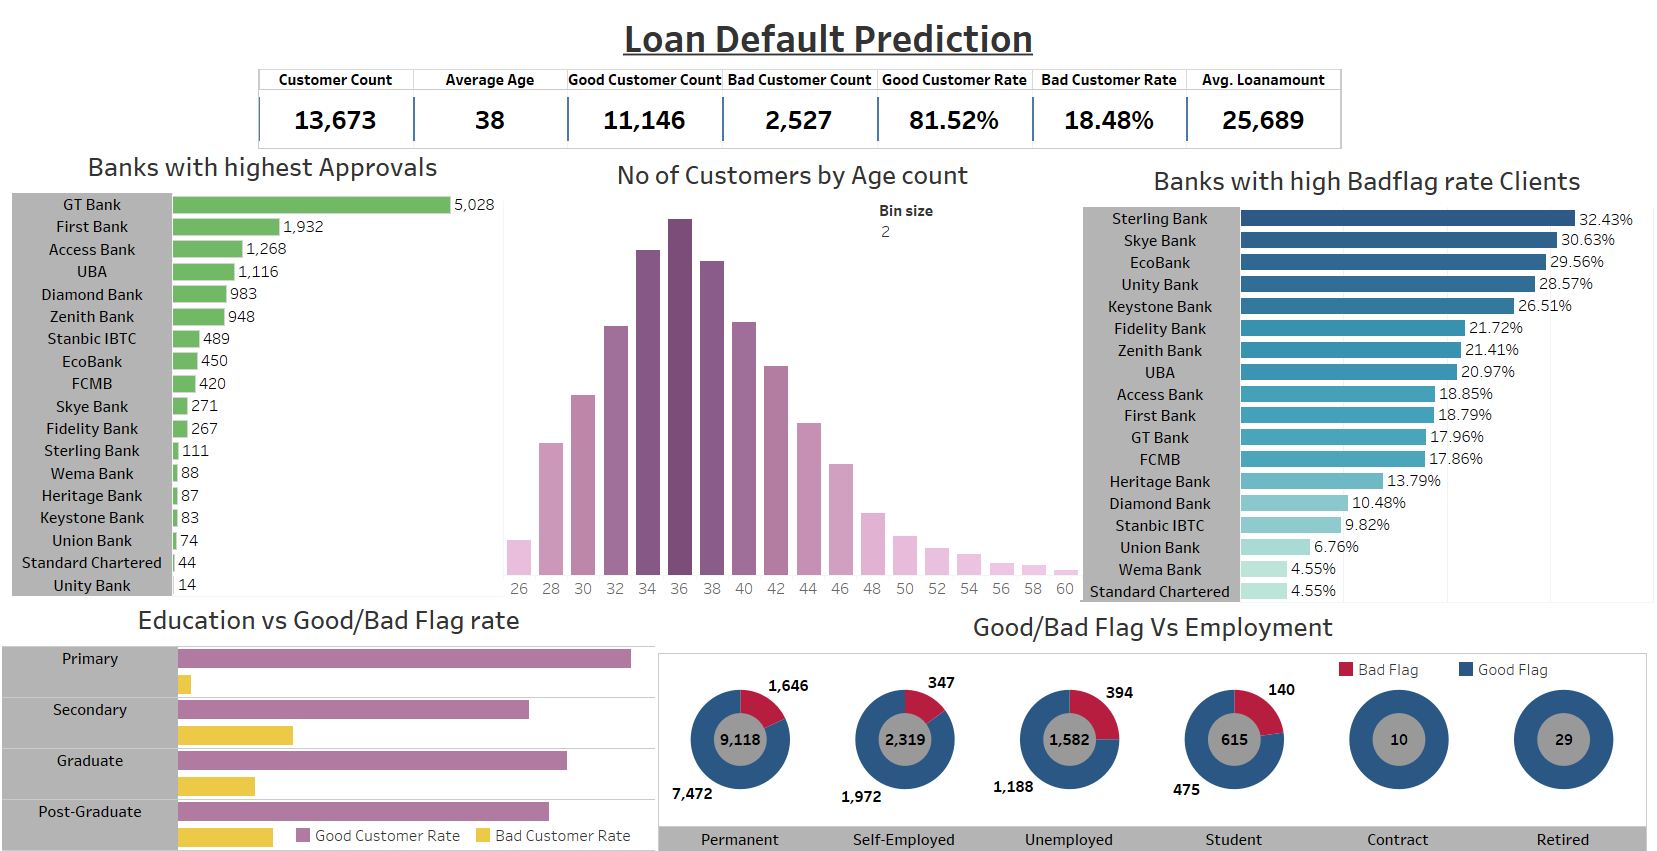 Loan Default Prediction
Customer Count Average Age Good Customer Count Bad Customer Count Good Customer Rate Bad Customer Rate Avg. Loanamount
13,673 38 11,146 2,527 81.52% 18.48% 25,689
Banks with highest Approvals
GT Bank 5,028
First Bank 1,932
Access Bank 1,268
UBA 1,116
Diamond Bank 983
Zenith Bank 948
Stanbic IBTC 489
EcoBank 450
FCMB 420
Skye Bank 271
Fidelity Bank 267
Sterling Bank 111
Wema Bank 88
Heritage Bank 87
Keystone Bank 83
Union Bank 74
Standard Chartered 44
Unity Bank 14
No of Customers by Age count
Bin size
2
26 28 30 32 34 36 38 40 42 44 46 48 50 52 54 56 58 60
Banks with high Badflag rate Clients
Sterling Bank 32.43%
Skye Bank 30.63%
EcoBank 29.56%
Unity Bank 28.57%
Keystone Bank 26.51%
Fidelity Bank 21.72%
Zenith Bank 21.41%
UBA 20.97%
Access Bank 18.85%
First Bank 18.79%
GT Bank 17.96%
FCMB 17.86%
Heritage Bank 13.79%
Diamond Bank 10.48%
Stanbic IBTC 9.82%
Union Bank 6.76%
Wema Bank 4.55%
Standard Chartered 4.55%
Education vs Good/Bad Flag rate
Primary
Secondary
Graduate
Post-Graduate
Good Customer Rate Bad Customer Rate
Good/Bad Flag Vs Employment
Bad Flag Good Flag
1,646 347 394 140
9,118 2,319 1,582 615 10 29
7,472 1,972 1,188 475
Permanent Self-Employed Unemployed Student Contract Retired